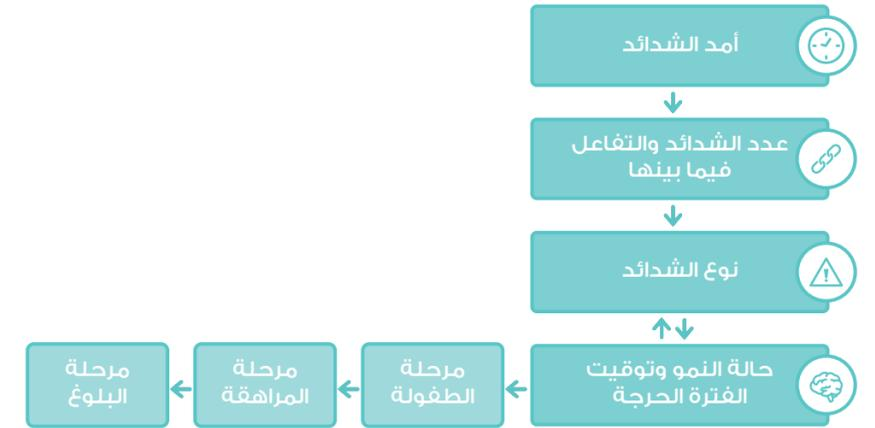 أمد الشدائد
عدد الشدائد والتفاعل
فيما بينها
نوع الشدائد
حالة النمو وتوقيت
الفترة الحرجة
مرحلة
الطفولة
مرحلة
المراهقة
مرحلة
البلوغ